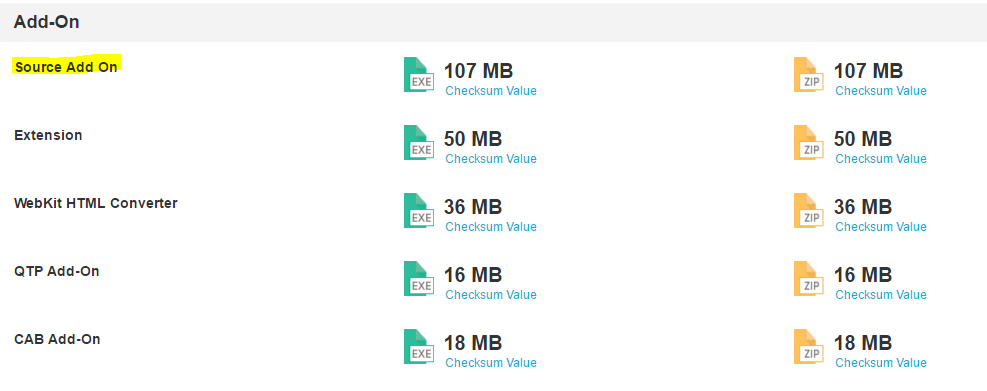 Add-On
Source Add On
EXE
107 MB
Checksum Value
ZIP
107 MB
Checksum Value
Extension
EXE
50 MB
Checksum Value
ZIP
50 MB
Checksum Value
WebKit HTML Converter
EXE
36 MB
Checksum Value
ZIP
36 MB
Checksum Value
QTP Add-On
EXE
16 MB
Checksum Value
ZIP
16 MB
Checksum Value
CAB Add-On
EXE
18 MB
Checksum Value
ZIP
18 MB
Checksum Value